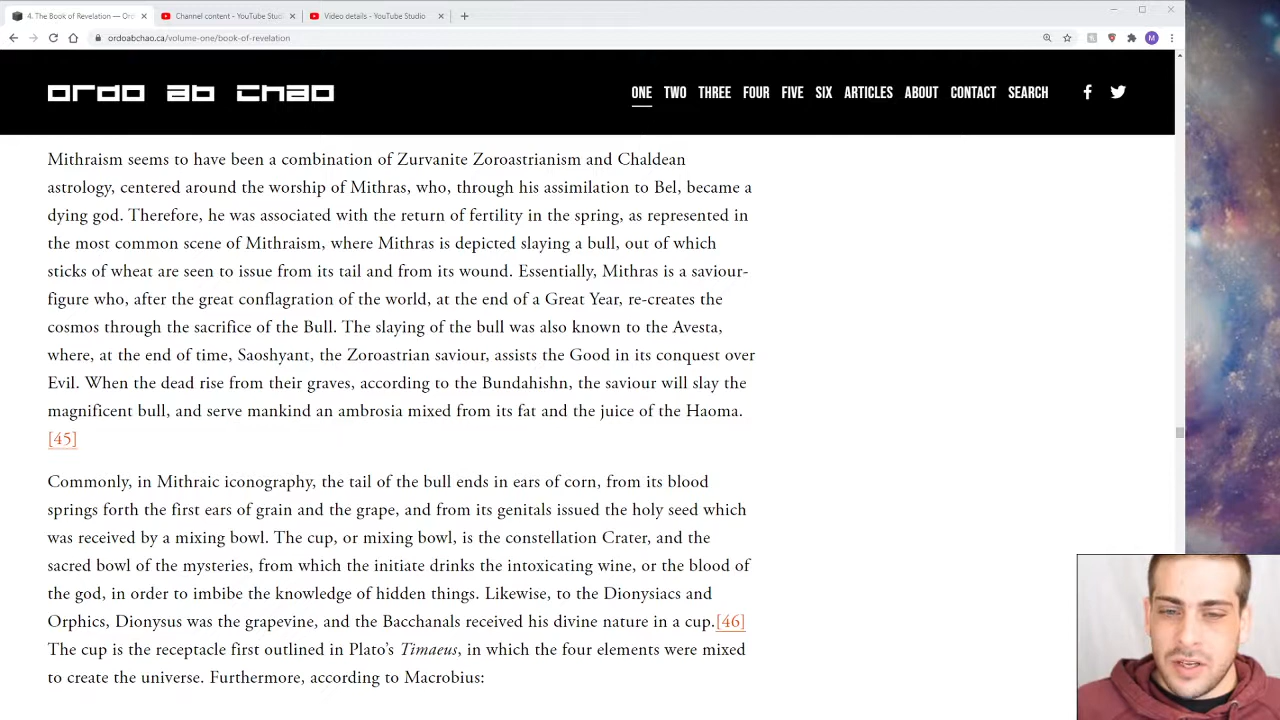 4. The Book of Revelation — Or
Channel content - YouTube Stud
Video details - YouTube Studio
ordoabchao.ca/volume-one/book-of-revelation
M
ordo ab chao
ONE TWO THREE FOUR FIVE SIX ARTICLES ABOUT CONTACT SEARCH
Mithraism seems to have been a combination of Zurvanite Zoroastrianism and Chaldean
astrology, centered around the worship of Mithras, who, through his assimilation to Bel, became a
dying god. Therefore, he was associated with the return of fertility in the spring, as represented in
the most common scene of Mithraism, where Mithras is depicted slaying a bull, out of which
sticks of wheat are seen to issue from its tail and from its wound. Essentially, Mithras is a saviour-
figure who, after the great conflagration of the world, at the end of a Great Year, re-creates the
cosmos through the sacrifice of the Bull. The slaying of the bull was also known to the Avesta,
where, at the end of time, Saoshyant, the Zoroastrian saviour, assists the Good in its conquest over
Evil. When the dead rise from their graves, according to the Bundahishn, the saviour will slay the
magnificent bull, and serve mankind an ambrosia mixed from its fat and the juice of the Haoma.
[45]
Commonly, in Mithraic iconography, the tail of the bull ends in ears of corn, from its blood
springs forth the first ears of grain and the grape, and from its genitals issued the holy seed which
was received by a mixing bowl. The cup, or mixing bowl, is the constellation Crater, and the
sacred bowl of the mysteries, from which the initiate drinks the intoxicating wine, or the blood of
the god, in order to imbibe the knowledge of hidden things. Likewise, to the Dionysiacs and
Orphics, Dionysus was the grapevine, and the Bacchanals received his divine nature in a cup.[46]
The cup is the receptacle first outlined in Plato's Timaeus, in which the four elements were mixed
to create the universe. Furthermore, according to Macrobius: